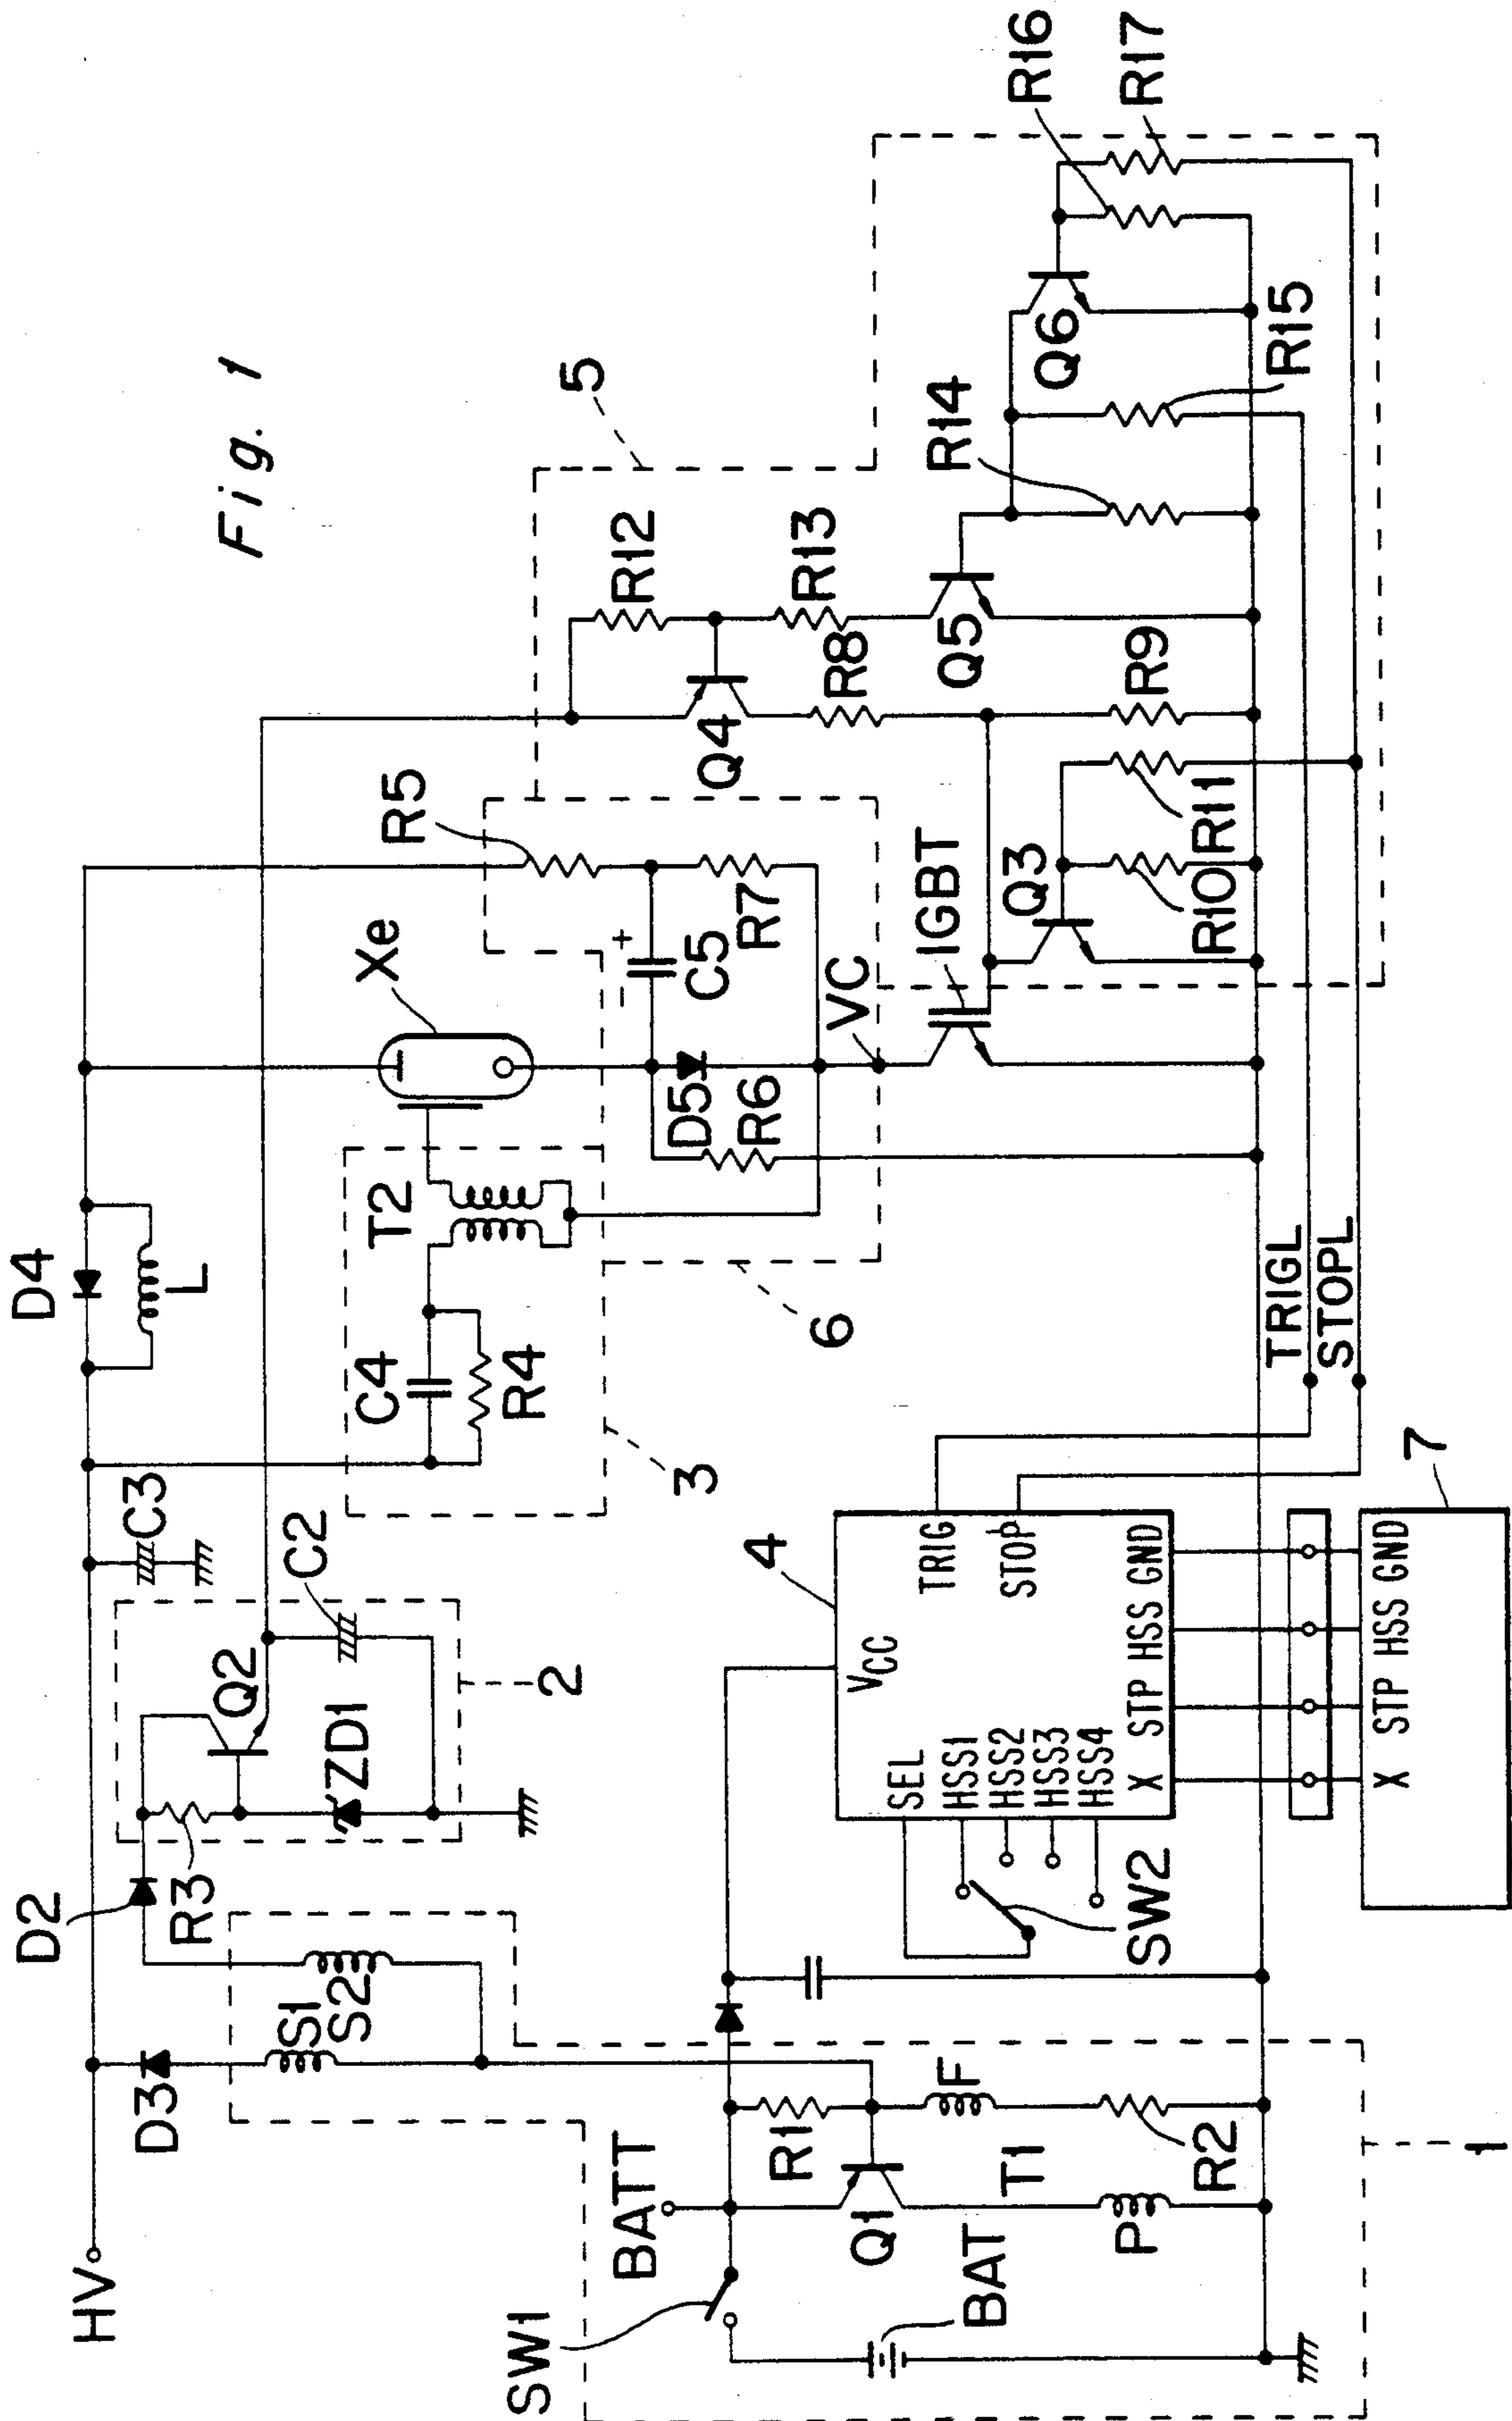 Fig. 1
HV
D3
D2
R3
S1
S2
Q2
ZD1
C2
2
C3
D4
L
C4
R4
T2
3
Xe
R5
+
−
C5
R7
D5
R6
VC
6
5
R12
R13
Q4
R8
Q5
R9
R14
R15
Q6
R16
R17
IGBT
Q3
R10
R11
TRIGL
STOPL
SW1
BATT
BAT
R1
Q1
F
T1
P
R2
1
4
VCC
SEL
HSS1
HSS2
HSS3
HSS4
TRIG
STOP
X STP HSS GND
SW2
7
X STP HSS GND